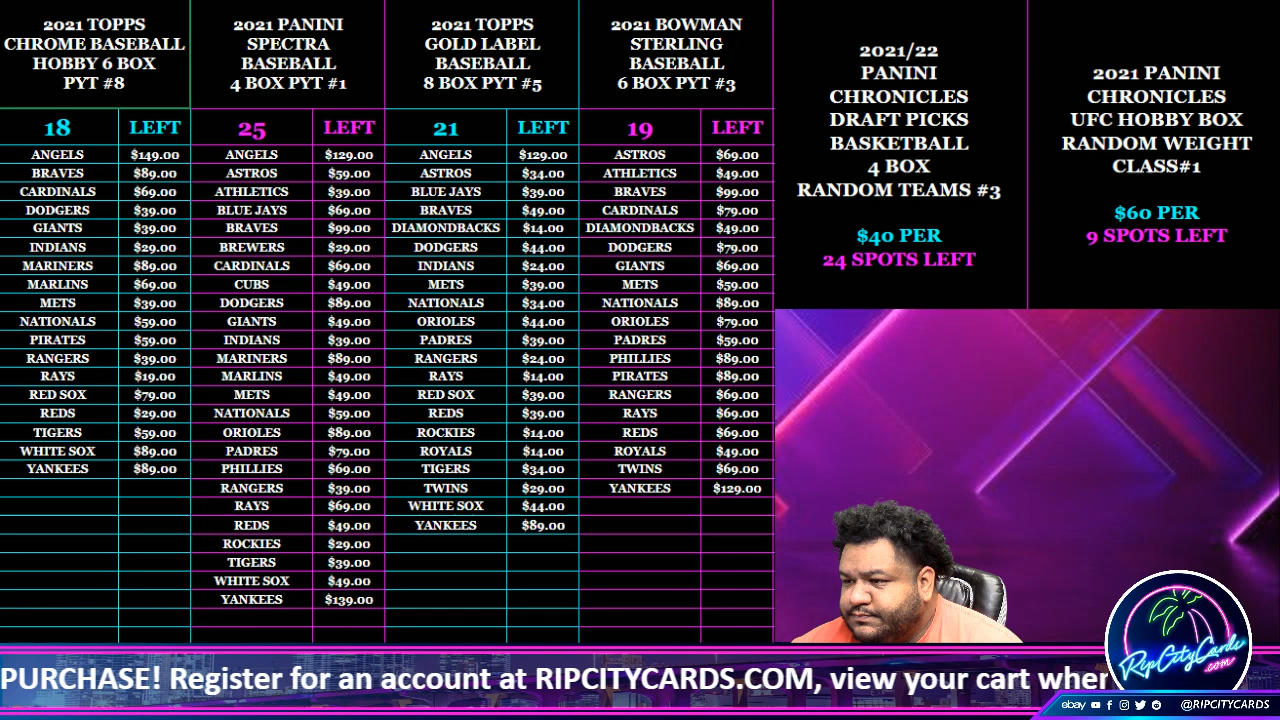 2021 TOPPS
CHROME BASEBALL
HOBBY 6 BOX
PYT #8
18 LEFT
ANGELS $149.00
BRAVES $89.00
CARDINALS $69.00
DODGERS $39.00
GIANTS $39.00
INDIANS $29.00
MARINERS $89.00
MARLINS $69.00
METS $39.00
NATIONALS $59.00
PIRATES $59.00
RANGERS $39.00
RAYS $19.00
RED SOX $79.00
REDS $29.00
TIGERS $59.00
WHITE SOX $89.00
YANKEES $89.00
2021 PANINI
SPECTRA
BASEBALL
4 BOX PYT #1
25 LEFT
ANGELS $129.00
ASTROS $59.00
ATHLETICS $39.00
BLUE JAYS $69.00
BRAVES $99.00
BREWERS $29.00
CARDINALS $69.00
CUBS $49.00
DODGERS $89.00
GIANTS $49.00
INDIANS $39.00
MARINERS $89.00
MARLINS $49.00
METS $49.00
NATIONALS $59.00
ORIOLES $89.00
PADRES $79.00
PHILLIES $69.00
RANGERS $39.00
RAYS $69.00
REDS $49.00
ROCKIES $29.00
TIGERS $39.00
WHITE SOX $49.00
YANKEES $139.00
2021 TOPPS
GOLD LABEL
BASEBALL
8 BOX PYT #5
21 LEFT
ANGELS $129.00
ASTROS $34.00
BLUE JAYS $39.00
BRAVES $49.00
DIAMONDBACKS $14.00
DODGERS $44.00
INDIANS $24.00
METS $39.00
NATIONALS $34.00
ORIOLES $44.00
PADRES $39.00
RANGERS $24.00
RAYS $14.00
RED SOX $39.00
REDS $39.00
ROCKIES $14.00
ROYALS $14.00
TIGERS $34.00
TWINS $29.00
WHITE SOX $44.00
YANKEES $89.00
2021 BOWMAN
STERLING
BASEBALL
6 BOX PYT #3
19 LEFT
ASTROS $69.00
ATHLETICS $49.00
BRAVES $99.00
CARDINALS $79.00
DIAMONDBACKS $49.00
DODGERS $79.00
GIANTS $69.00
METS $59.00
NATIONALS $89.00
ORIOLES $79.00
PADRES $59.00
PHILLIES $89.00
PIRATES $89.00
RANGERS $69.00
RAYS $69.00
REDS $69.00
ROYALS $49.00
TWINS $69.00
YANKEES $129.00
2021/22
PANINI
CHRONICLES
DRAFT PICKS
BASKETBALL
4 BOX
RANDOM TEAMS #3
$40 PER
24 SPOTS LEFT
2021 PANINI
CHRONICLES
UFC HOBBY BOX
RANDOM WEIGHT
CLASS#1
$60 PER
9 SPOTS LEFT
PURCHASE! Register for an account at RIPCITYCARDS.COM, view your cart wher
RipCityCards
.com
ebay @RIPCITYCARDS